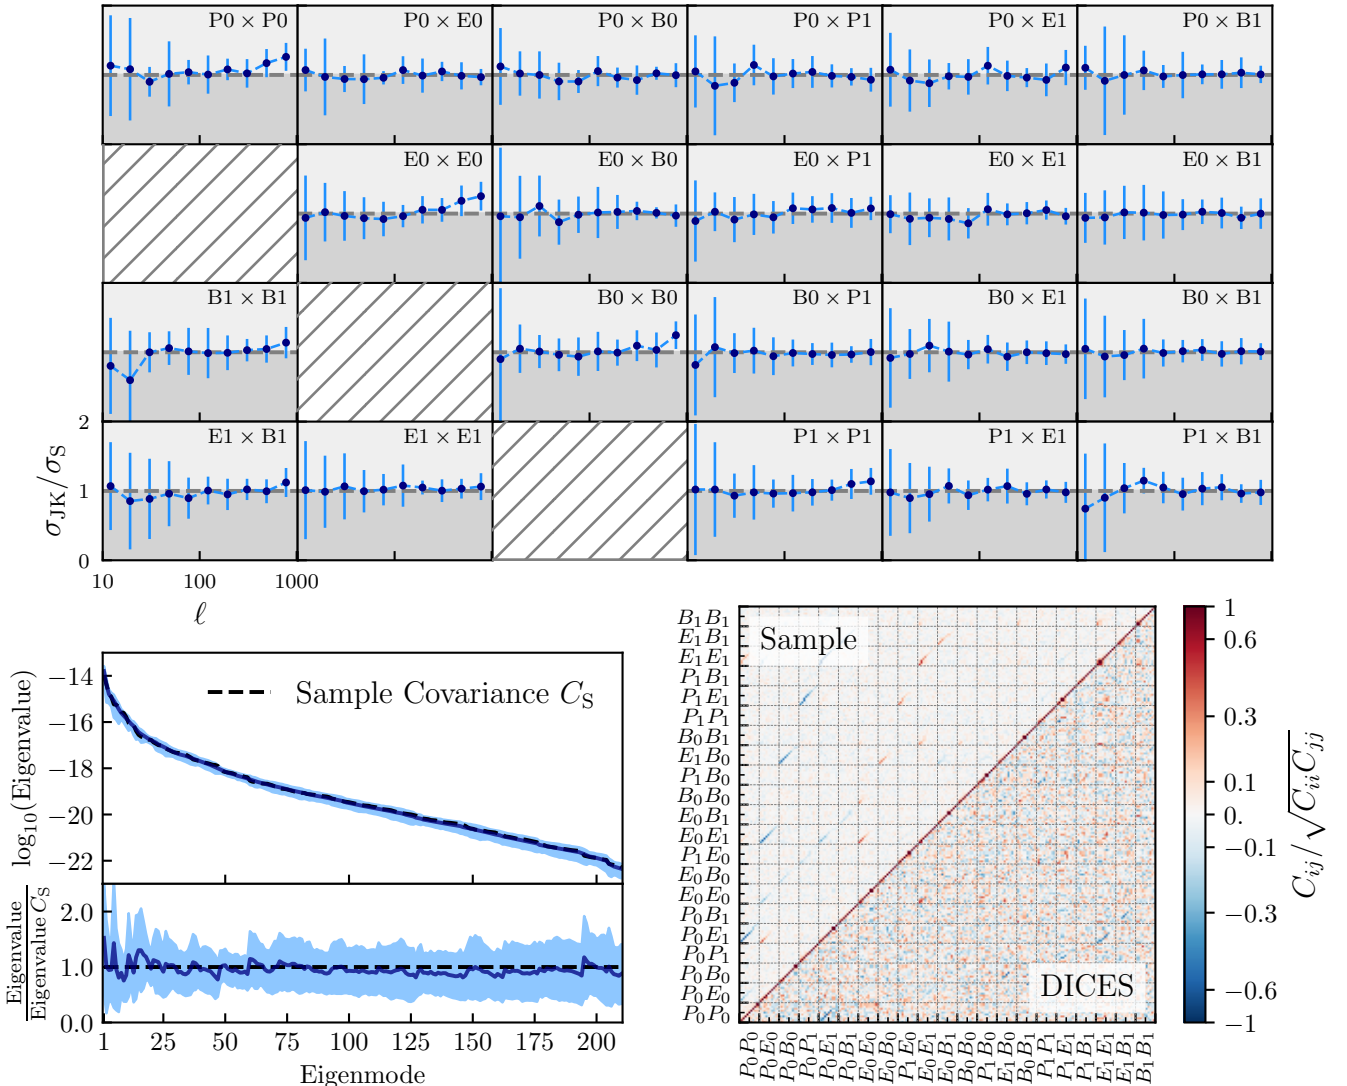 P0 × P0
P0 × E0
P0 × B0
P0 × P1
P0 × E1
P0 × B1
E0 × E0
E0 × B0
E0 × P1
E0 × E1
E0 × B1
B1 × B1
B0 × B0
B0 × P1
B0 × E1
B0 × B1
E1 × B1
E1 × E1
P1 × P1
P1 × E1
P1 × B1
2
1
0
σ_JK/σ_S
10
100
1000
ℓ
−14
−16
−18
−20
−22
log₁₀(Eigenvalue)
Sample Covariance C_S
2.0
1.0
0.0
Eigenvalue
Eigenvalue C_S
1
25
50
75
100
125
150
175
200
Eigenmode
B₁B₁
E₁B₁
E₁E₁
P₁B₁
P₁E₁
P₁P₁
B₀B₁
E₁B₀
P₁B₀
B₀B₀
E₀B₁
E₀E₁
P₁E₀
E₀B₀
E₀E₀
P₀B₁
P₀E₁
P₀P₁
P₀B₀
P₀E₀
P₀P₀
Sample
DICES
P₀P₀
P₀E₀
P₀B₀
P₀P₁
P₀E₁
P₀B₁
E₀E₀
E₀B₀
P₁E₀
E₀E₁
E₀B₁
B₀B₀
P₁B₀
E₁B₀
B₀B₁
P₁P₁
P₁E₁
P₁B₁
E₁E₁
E₁B₁
B₁B₁
1
0.6
0.3
0.1
0.
−0.1
−0.3
−0.6
−1
C_ij/√C_ii C_jj